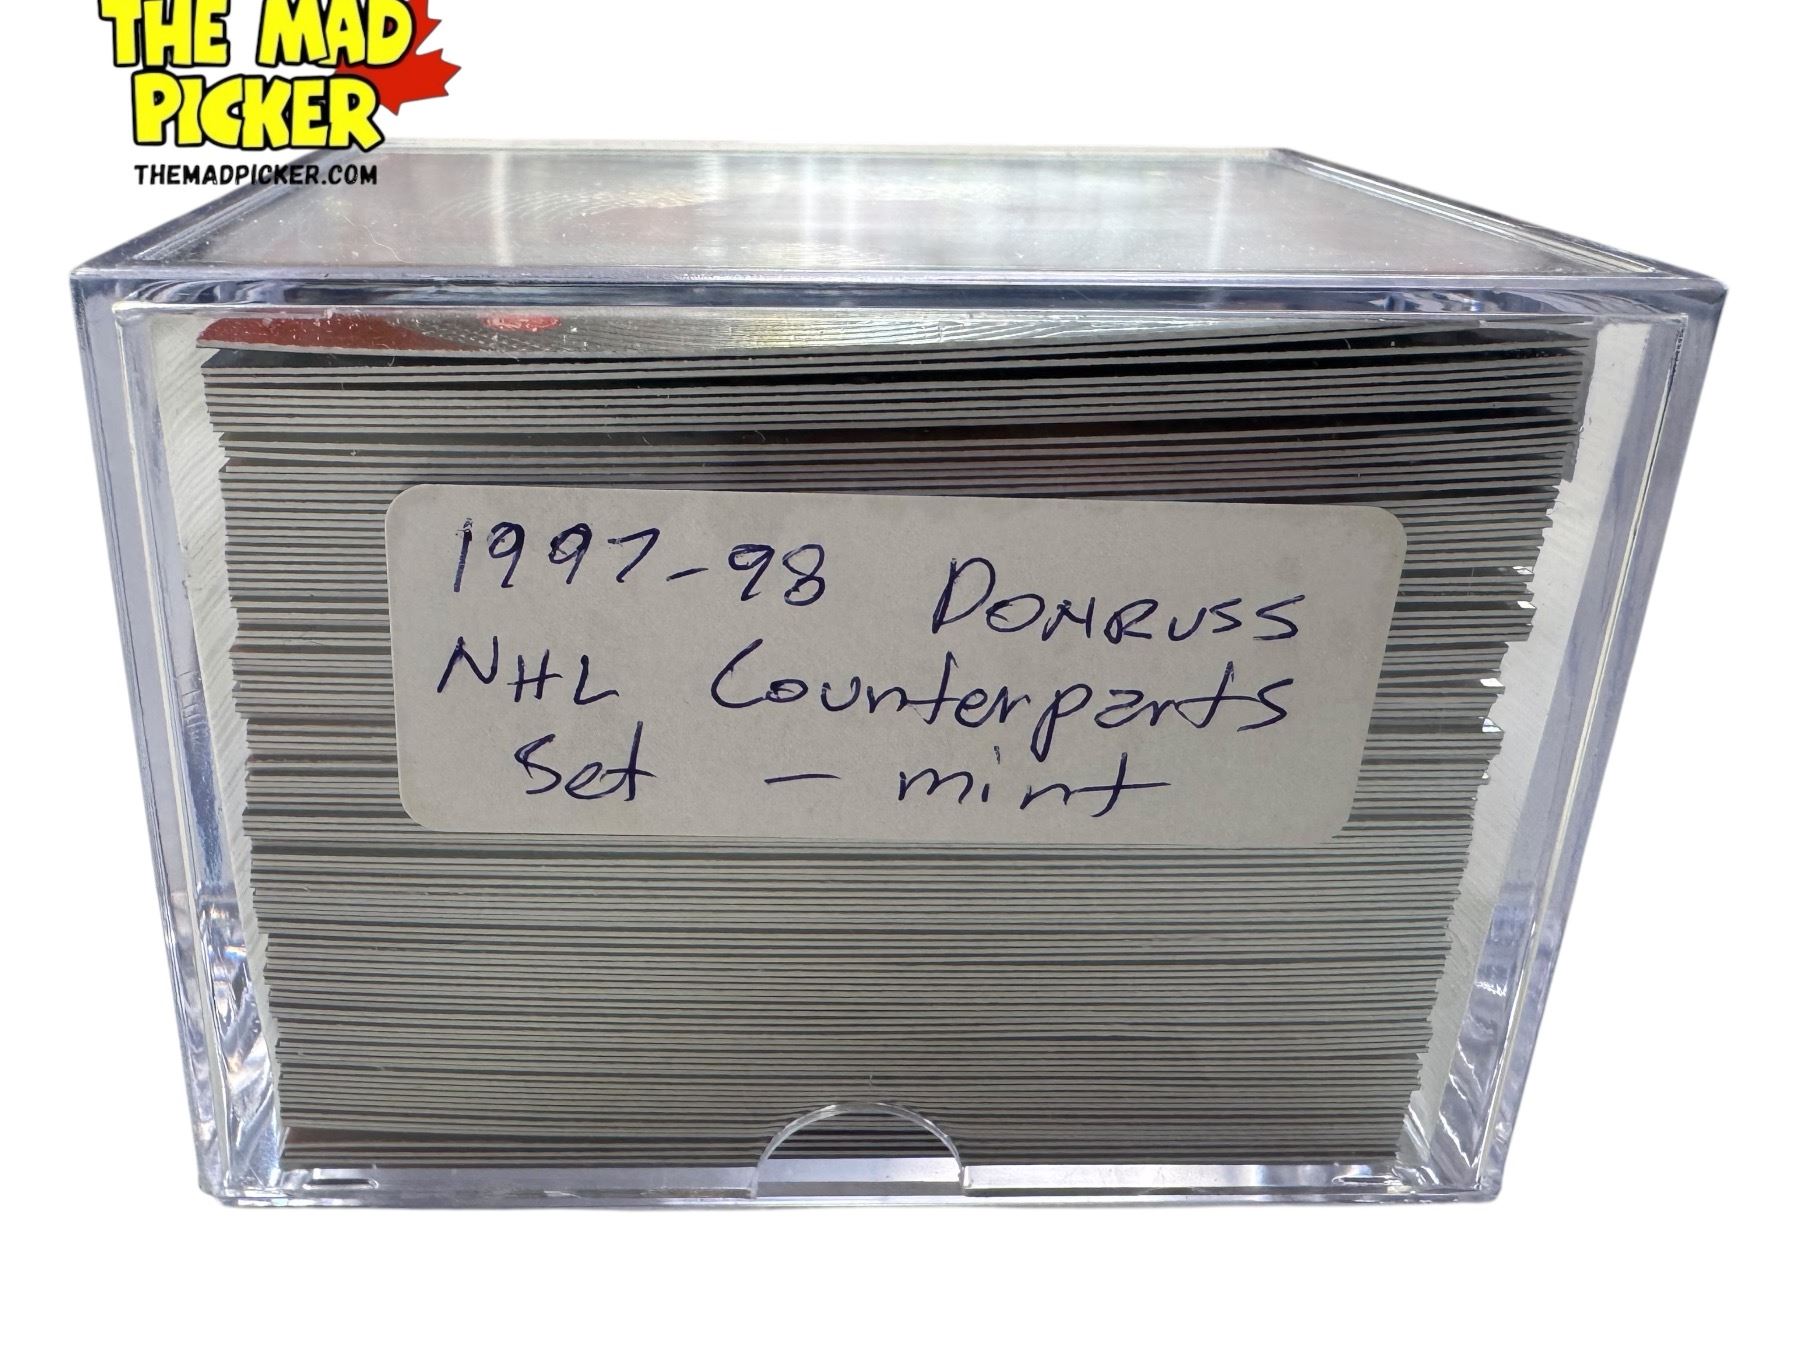 THE MAD
PICKER
THEMADPICKER.COM
1997-98 DONRUSS
NHL Counterparts
Set - mint